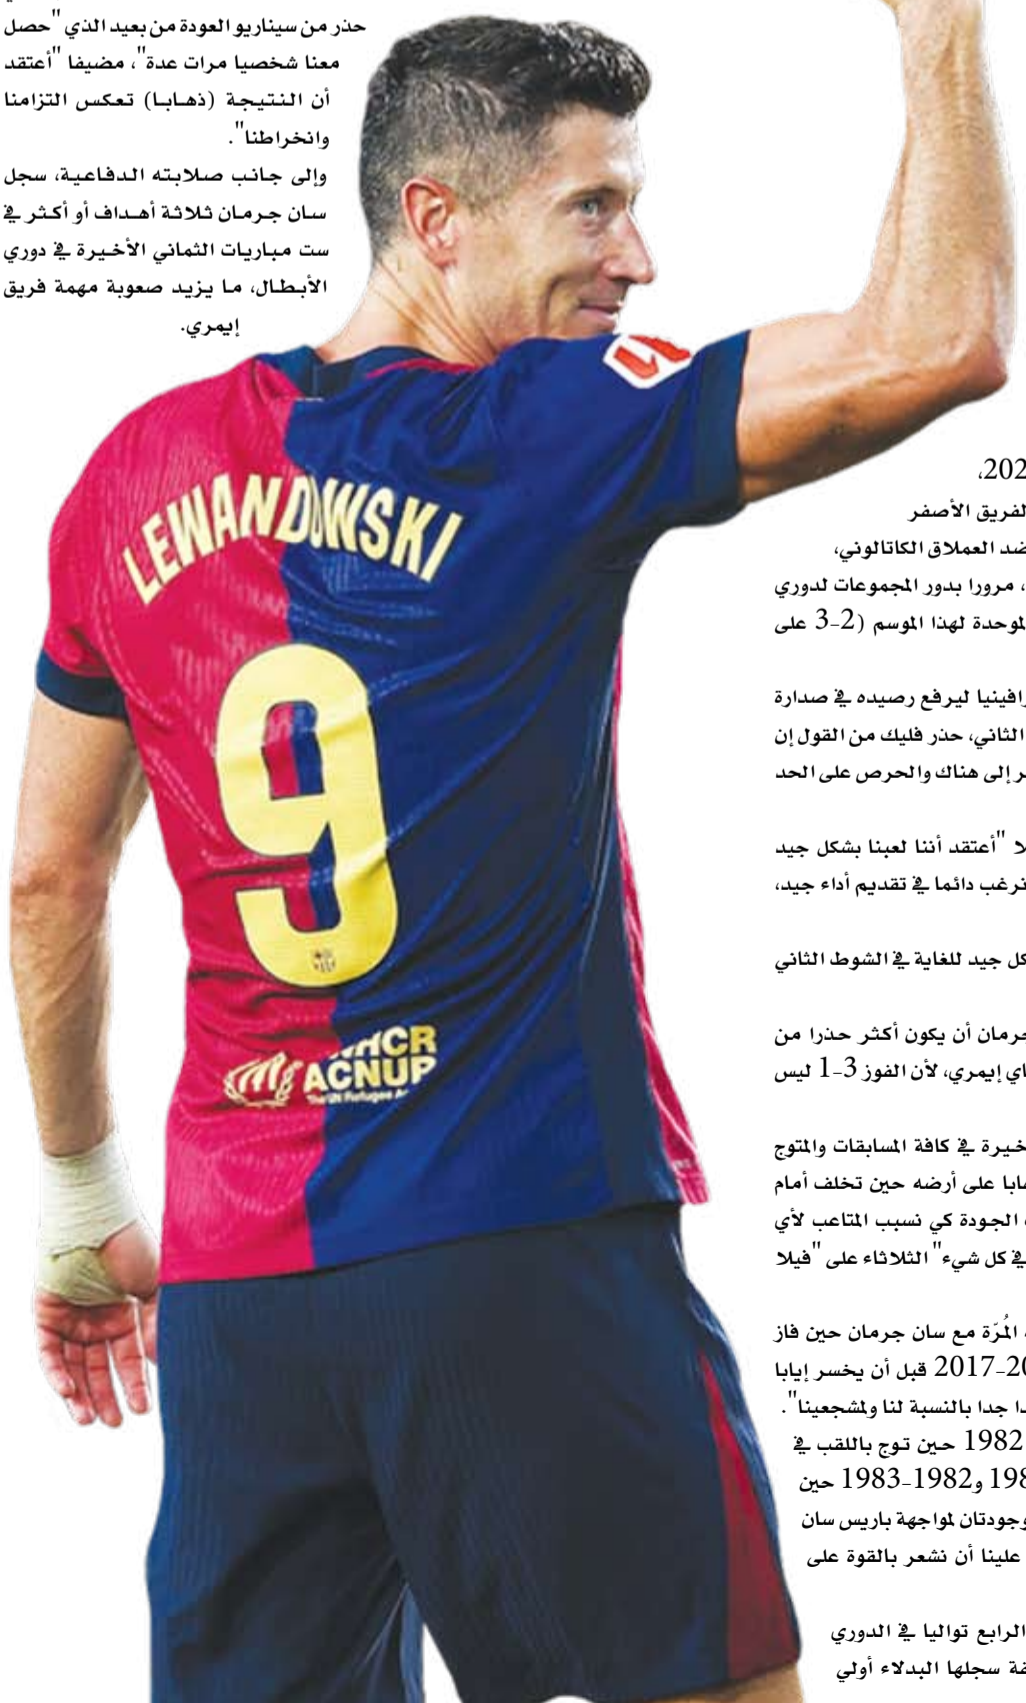 حذر من سيناريو العودة من بعيد الذي "حصل
معنا شخصيا مرات عدة"، مضيفا "أعتقد
أن النتيجة (ذهابا) تعكس التزامنا
وانخراطنا".
وإلى جانب صلابته الدفاعية، سجل
سان جرمان ثلاثة أهداف أو أكثر في
ست مباريات الثماني الأخيرة في دوري
الأبطال، ما يزيد صعوبة مهمة فريق
إيمري.
LEWANDOWSKI
9
ACNUR
The UN Refugee
202،
لفريق الأصفر
ضد العملاق الكاتالوني،
، مرورا بدور المجموعات لدوري
لموحدة لهذا الموسم (2-3 على
رافينيا ليرفع رصيده في صدارة
الثاني، حذر فليك من القول إن
ر إلى هناك والحرص على الحد
لا "أعتقد أننا لعبنا بشكل جيد
نرغب دائما في تقديم أداء جيد،
كل جيد للغاية في الشوط الثاني
جرمان أن يكون أكثر حذرا من
اي إيمري، لأن الفوز 3-1 ليس
خيرة في كافة المسابقات والمتوج
هابا على أرضه حين تخلف أمام
الجودة كي نسبب المتاعب لأي
في كل شيء" الثلاثاء على "فيلا
المُرّة مع سان جرمان حين فاز
2017-20 قبل أن يخسر إيابا
دا جدا بالنسبة لنا ولمشجعينا".
1982 حين توج باللقب في
198 و1982-1983 حين
وجودتان لمواجهة باريس سان
علينا أن نشعر بالقوة على
الرابع تواليا في الدوري
فة سجلها البدلاء أولي